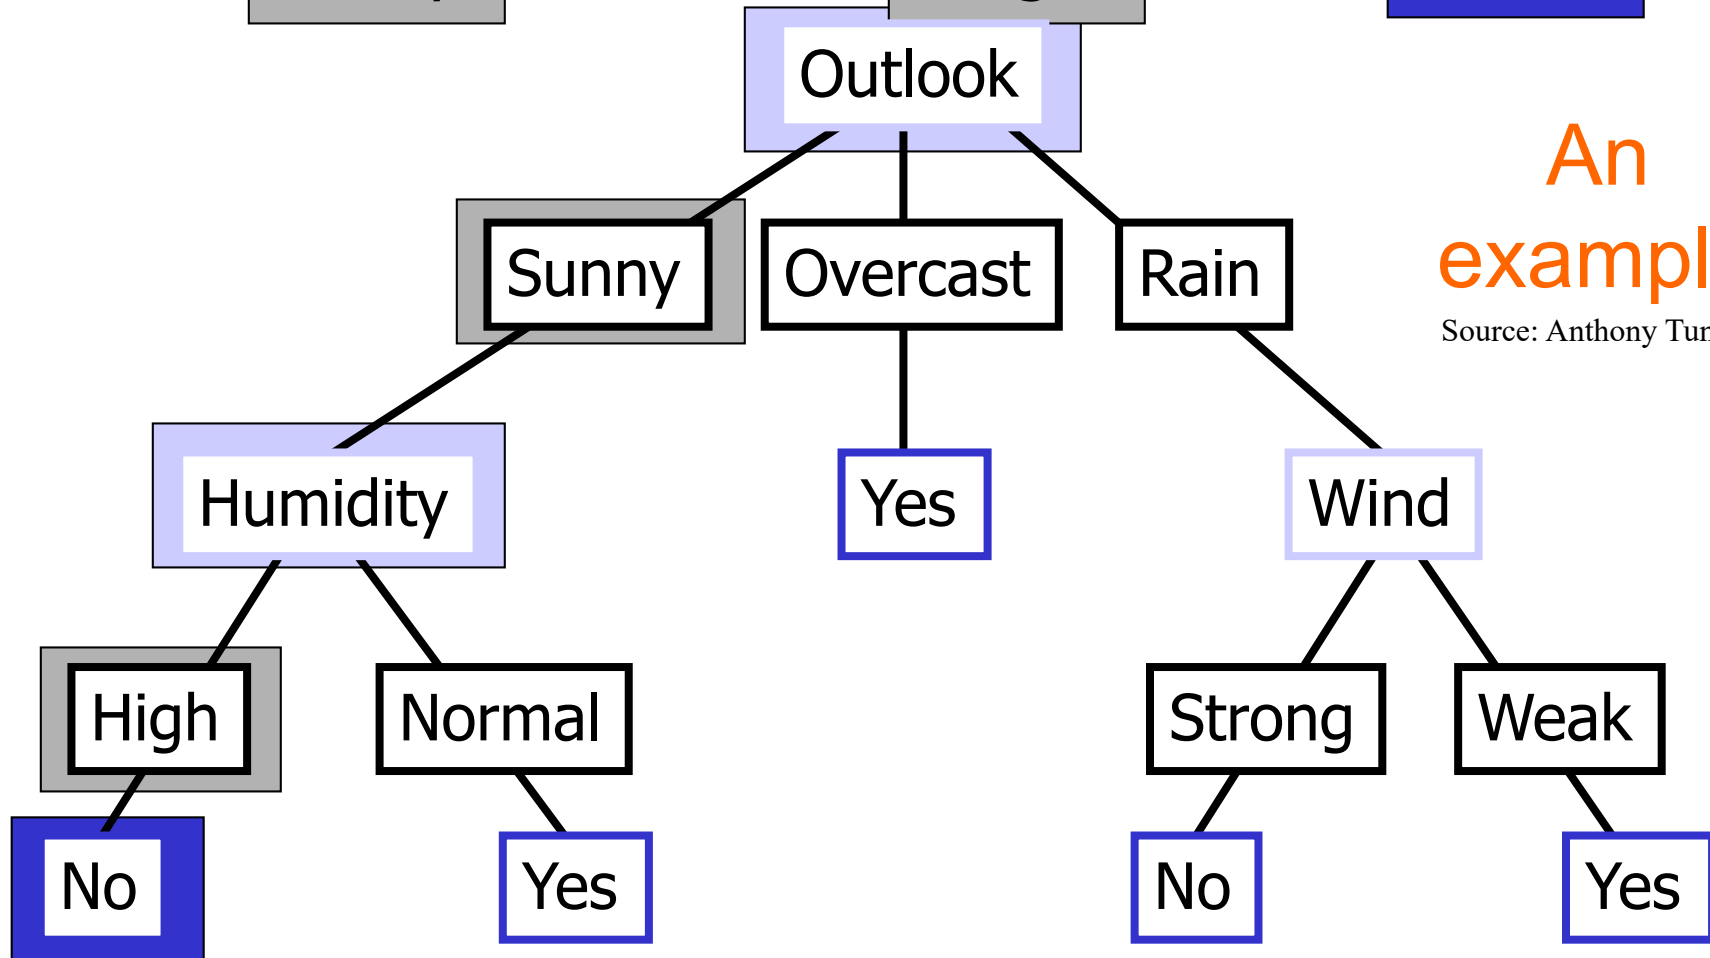 Outlook
An
exampl
Sunny
Overcast
Rain
Source: Anthony Tun
Humidity
Yes
Wind
High
Normal
Strong
Weak
No
Yes
No
Yes